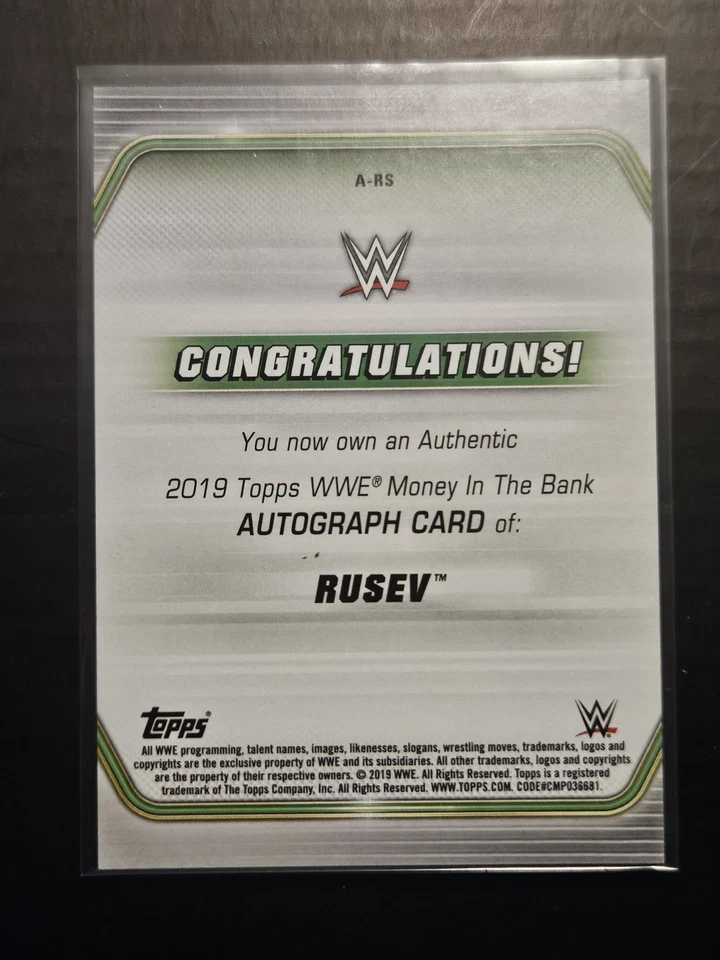 A-RS
W
CONGRATULATIONS!
You now own an Authentic
2019 Topps WWE® Money In The Bank
AUTOGRAPH CARD of:
RUSEV™
topps®
W
All WWE programming, talent names, images, likenesses, slogans, wrestling moves, trademarks, logos and
copyrights are the exclusive property of WWE and its subsidiaries. All other trademarks, logos and copyrights
are the property of their respective owners. © 2019 WWE. All Rights Reserved. Topps is a registered
trademark of The Topps Company, Inc. All Rights Reserved. WWW.TOPPS.COM. CODE#CMP036681.